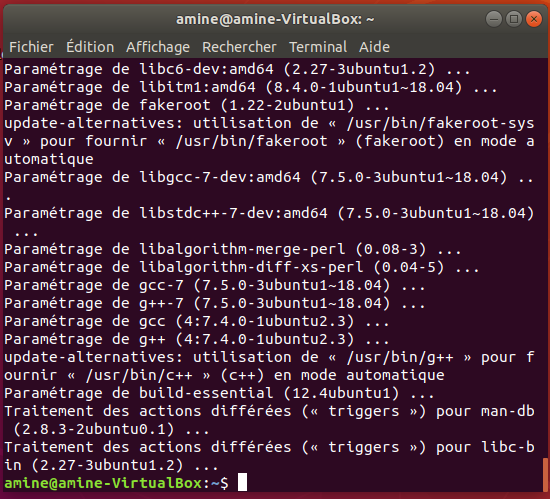 amine@amine-VirtualBox: ~
Fichier Édition Affichage Rechercher Terminal Aide
Paramétrage de libc6-dev:amd64 (2.27-3ubuntu1.2) ...
Paramétrage de libitm1:amd64 (8.4.0-1ubuntu1~18.04) ...
Paramétrage de fakeroot (1.22-2ubuntu1) ...
update-alternatives: utilisation de « /usr/bin/fakeroot-sys
v » pour fournir « /usr/bin/fakeroot » (fakeroot) en mode a
utomatique
Paramétrage de libgcc-7-dev:amd64 (7.5.0-3ubuntu1~18.04) ..
.
Paramétrage de libstdc++-7-dev:amd64 (7.5.0-3ubuntu1~18.04)
 ...
Paramétrage de libalgorithm-merge-perl (0.08-3) ...
Paramétrage de libalgorithm-diff-xs-perl (0.04-5) ...
Paramétrage de gcc-7 (7.5.0-3ubuntu1~18.04) ...
Paramétrage de g++-7 (7.5.0-3ubuntu1~18.04) ...
Paramétrage de gcc (4:7.4.0-1ubuntu2.3) ...
Paramétrage de g++ (4:7.4.0-1ubuntu2.3) ...
update-alternatives: utilisation de « /usr/bin/g++ » pour f
ournir « /usr/bin/c++ » (c++) en mode automatique
Paramétrage de build-essential (12.4ubuntu1) ...
Traitement des actions différées (« triggers ») pour man-db
 (2.8.3-2ubuntu0.1) ...
Traitement des actions différées (« triggers ») pour libc-b
in (2.27-3ubuntu1.2) ...
amine@amine-VirtualBox:~$